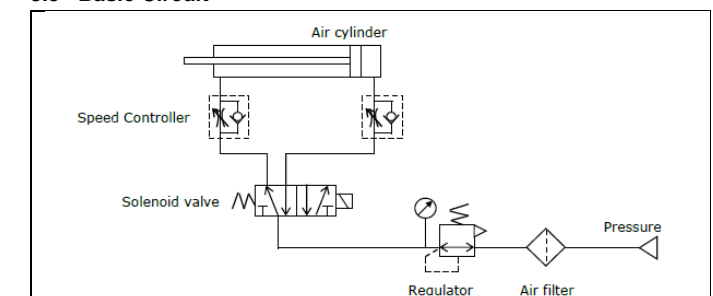 Air cylinder
Speed Controller
Solenoid valve
Pressure
Regulator
Air filter